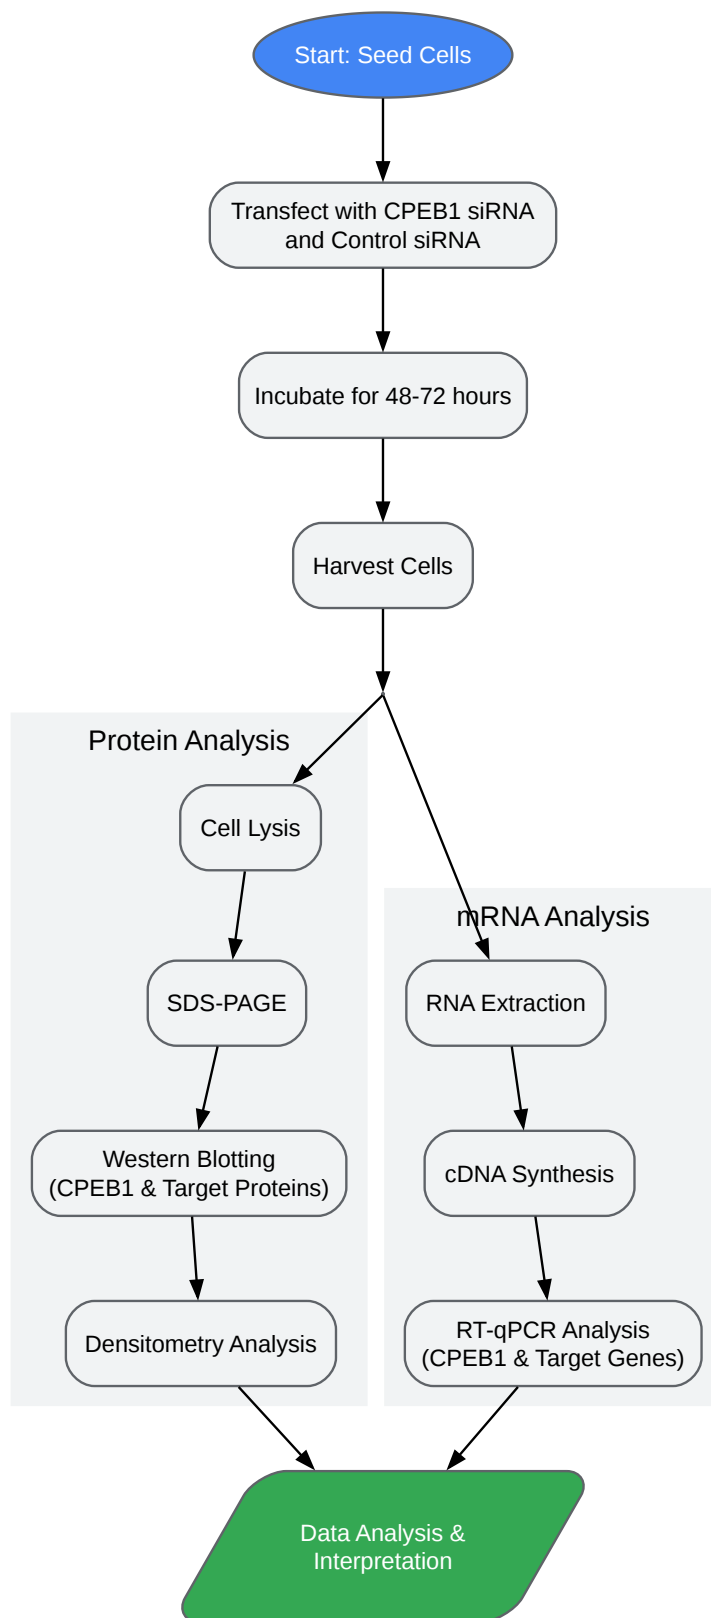 Start: Seed Cells
Transfect with CPEB1 siRNA
and Control siRNA
Incubate for 48-72 hours
Harvest Cells
Protein Analysis
Cell Lysis
SDS-PAGE
Western Blotting
(CPEB1 & Target Proteins)
Densitometry Analysis
mRNA Analysis
RNA Extraction
cDNA Synthesis
RT-qPCR Analysis
(CPEB1 & Target Genes)
Data Analysis &
Interpretation